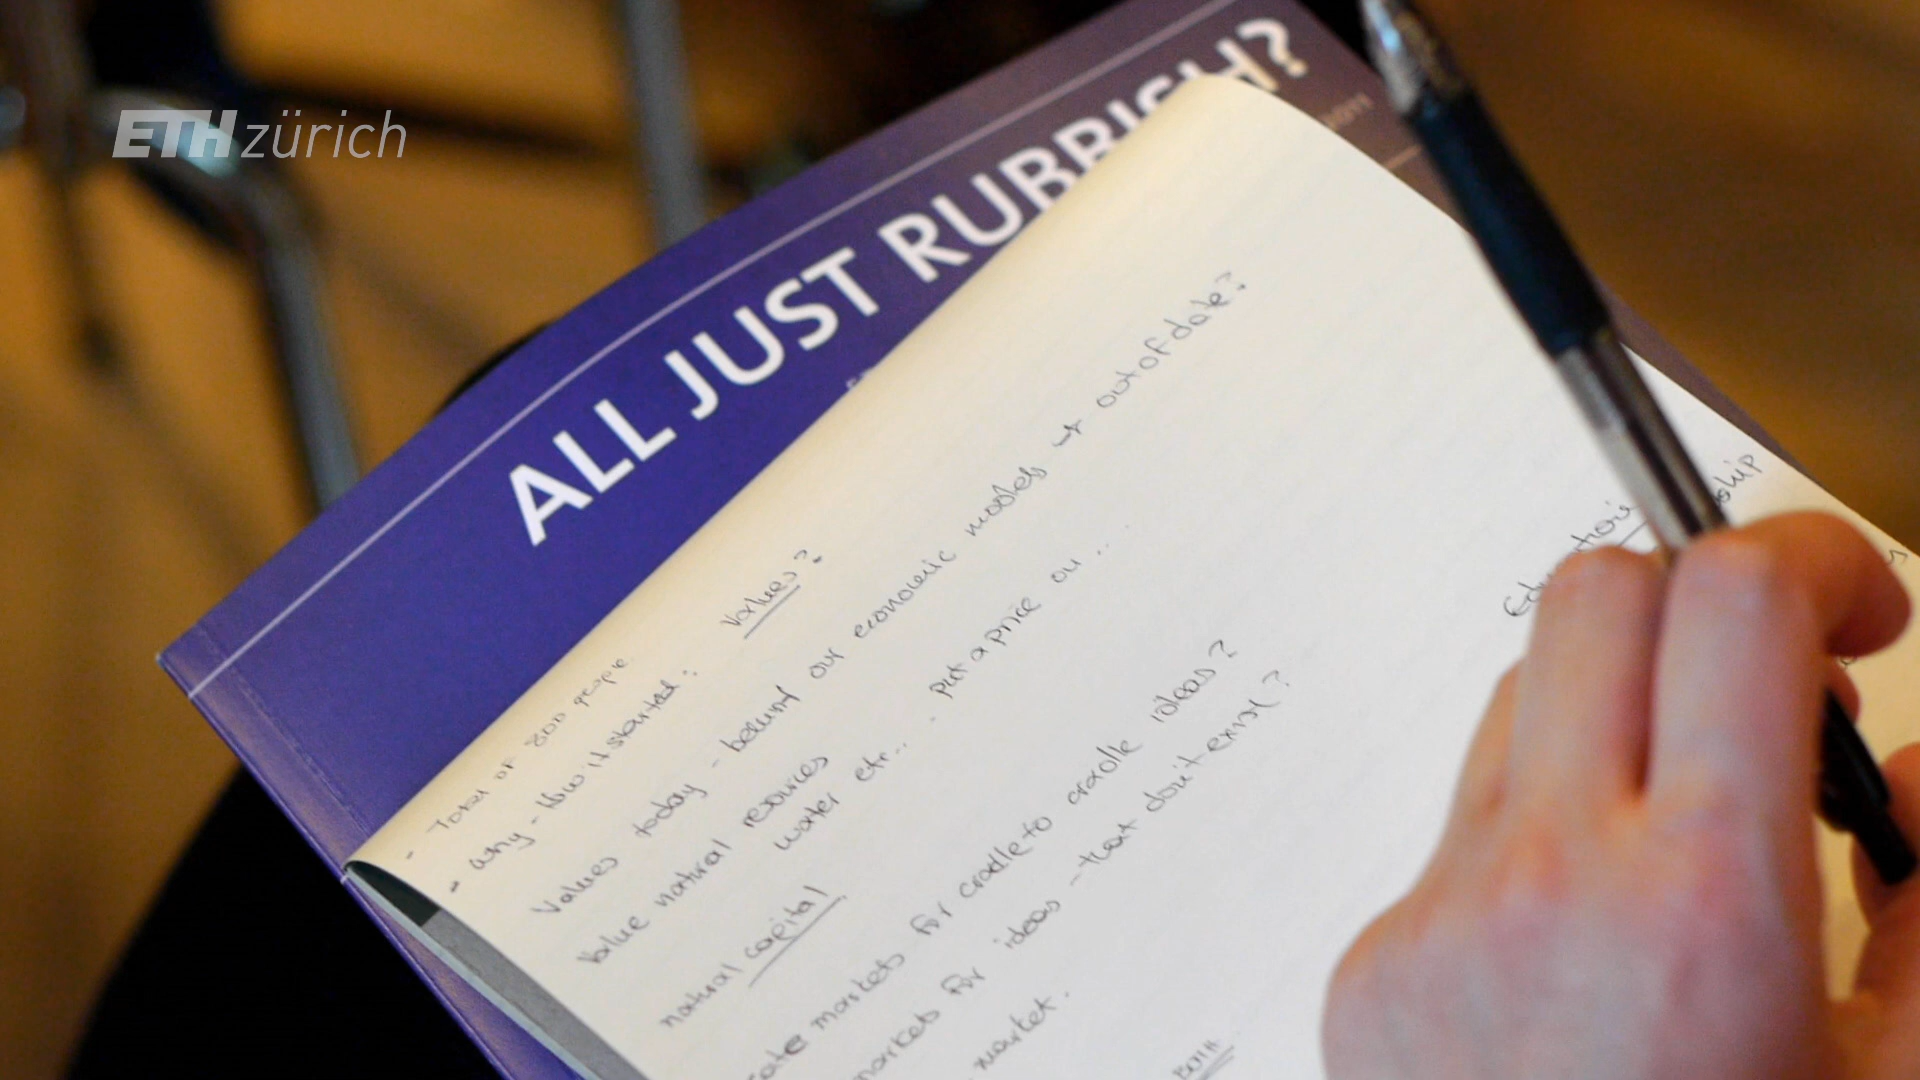 ETH zürich
ALL JUST RUBBISH?
2011
- Total of 800 people
- why - how it started:
Values?
Values today - behind our economic models → out of date?
Value natural resources
water etc... . put a price on ...
natural capital
markets for cradle to cradle ideas?
markets for ideas - that don't exist?
market.
BOTH